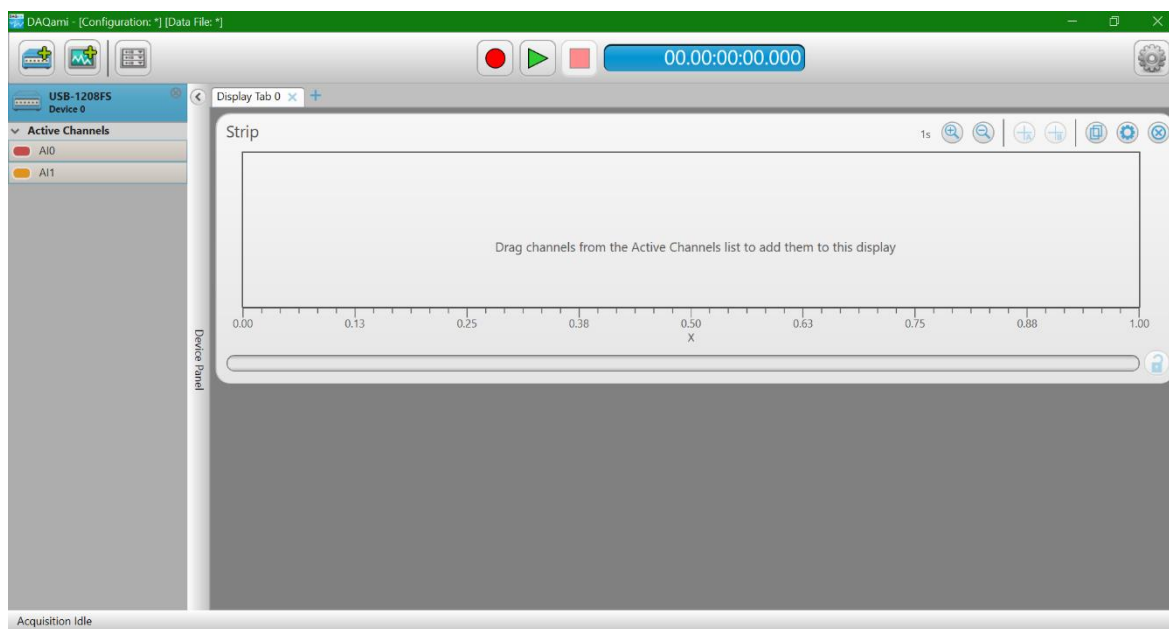 DAQami - [Configuration: *] [Data File: *]
00.00:00:00.000
USB-1208FS
Device 0
Active Channels
AI0
AI1
Device Panel
Display Tab 0
Strip
1s
Drag channels from the Active Channels list to add them to this display
0.00 0.13 0.25 0.38 0.50 0.63 0.75 0.88 1.00
X
Acquisition Idle